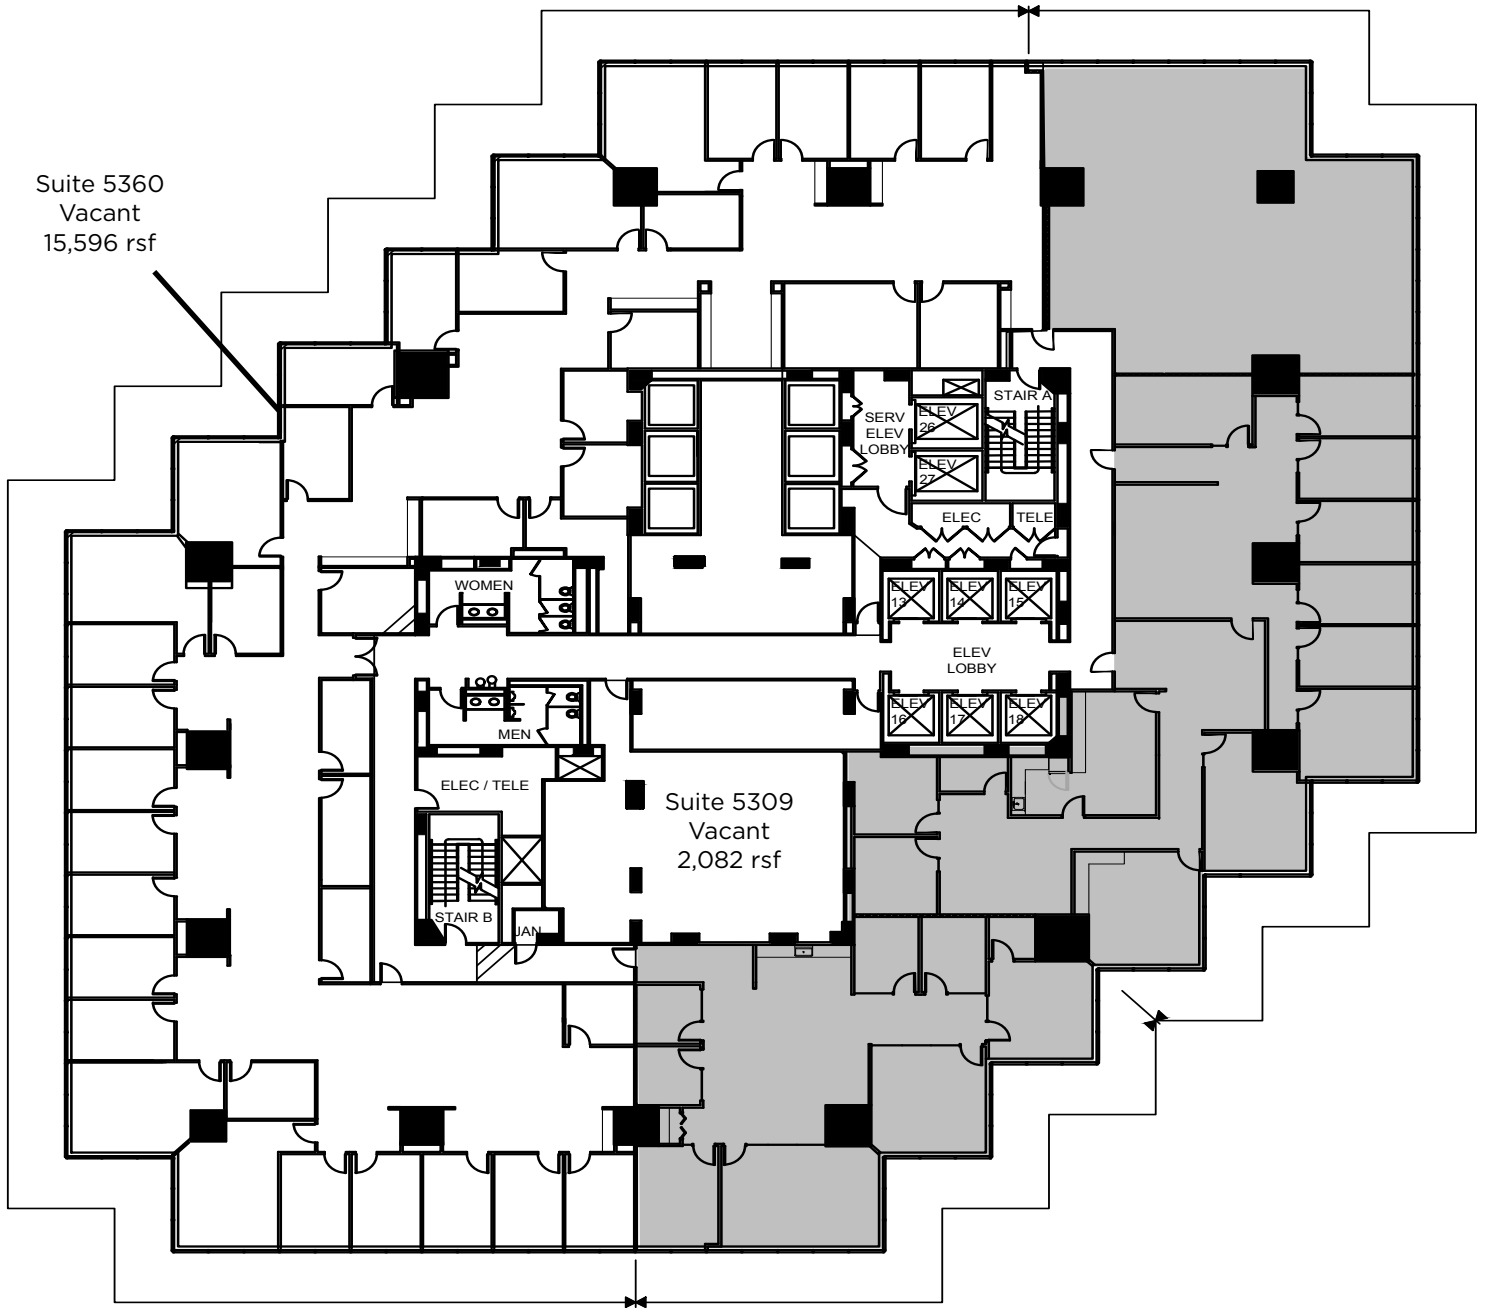 Suite 5360
Vacant
15,596 rsf
STAIR A
SERV
ELEV
LOBBY
ELEV
26
ELEV
27
ELEC
TELE
WOMEN
ELEV
13
ELEV
14
ELEV
15
ELEV
LOBBY
ELEV
16
ELEV
17
ELEV
18
MEN
ELEC / TELE
Suite 5309
Vacant
2,082 rsf
STAIR B
JAN